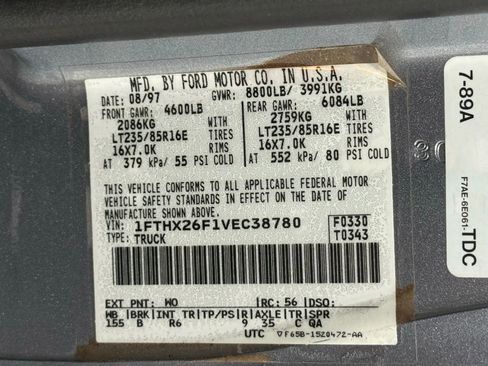 MFD. BY FORD MOTOR CO. IN U.S.A.
DATE: 08/97 GVWR: 8800LB/ 3991KG
FRONT GAWR: 4600LB REAR GAWR: 6084LB
2086KG WITH 2759KG WITH
LT235/85R16E TIRES LT235/85R16E TIRES
16X7.0K RIMS 16X7.0K RIMS
AT 379 kPa/ 55 PSI COLD AT 552 kPa/ 80 PSI COLD
THIS VEHICLE CONFORMS TO ALL APPLICABLE FEDERAL MOTOR
VEHICLE SAFETY STANDARDS IN EFFECT ON THE DATE OF
MANUFACTURE SHOWN ABOVE.
VIN: 1FTHX26F1VEC38780 F0330
TYPE: TRUCK T0343
EXT PNT: WO RC: 56 DSO:
WB BRK INT TR TP/PS R AXLE TR SPR
155 B R6 9 35 C QA
UTC ▽F65B-1520472-AA
7-89A
F7AE-6E061-TDC